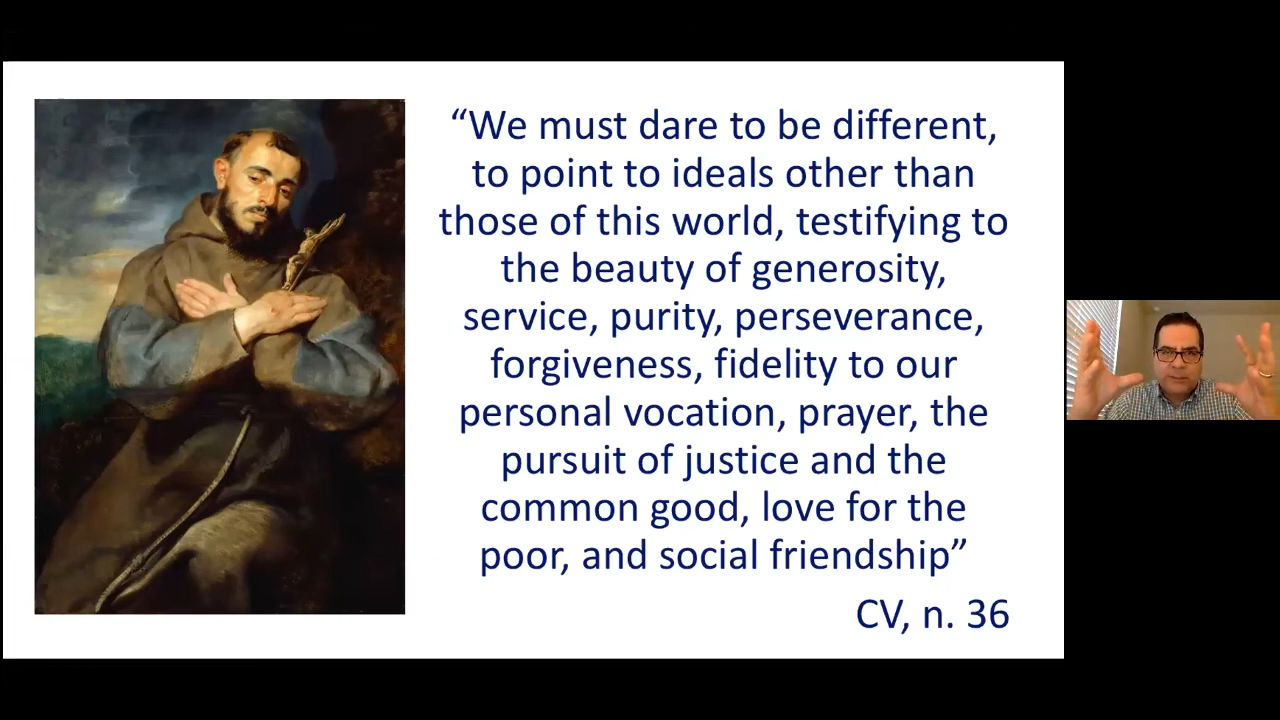 “We must dare to be different,
to point to ideals other than
those of this world, testifying to
the beauty of generosity,
service, purity, perseverance,
forgiveness, fidelity to our
personal vocation, prayer, the
pursuit of justice and the
common good, love for the
poor, and social friendship”
CV, n. 36